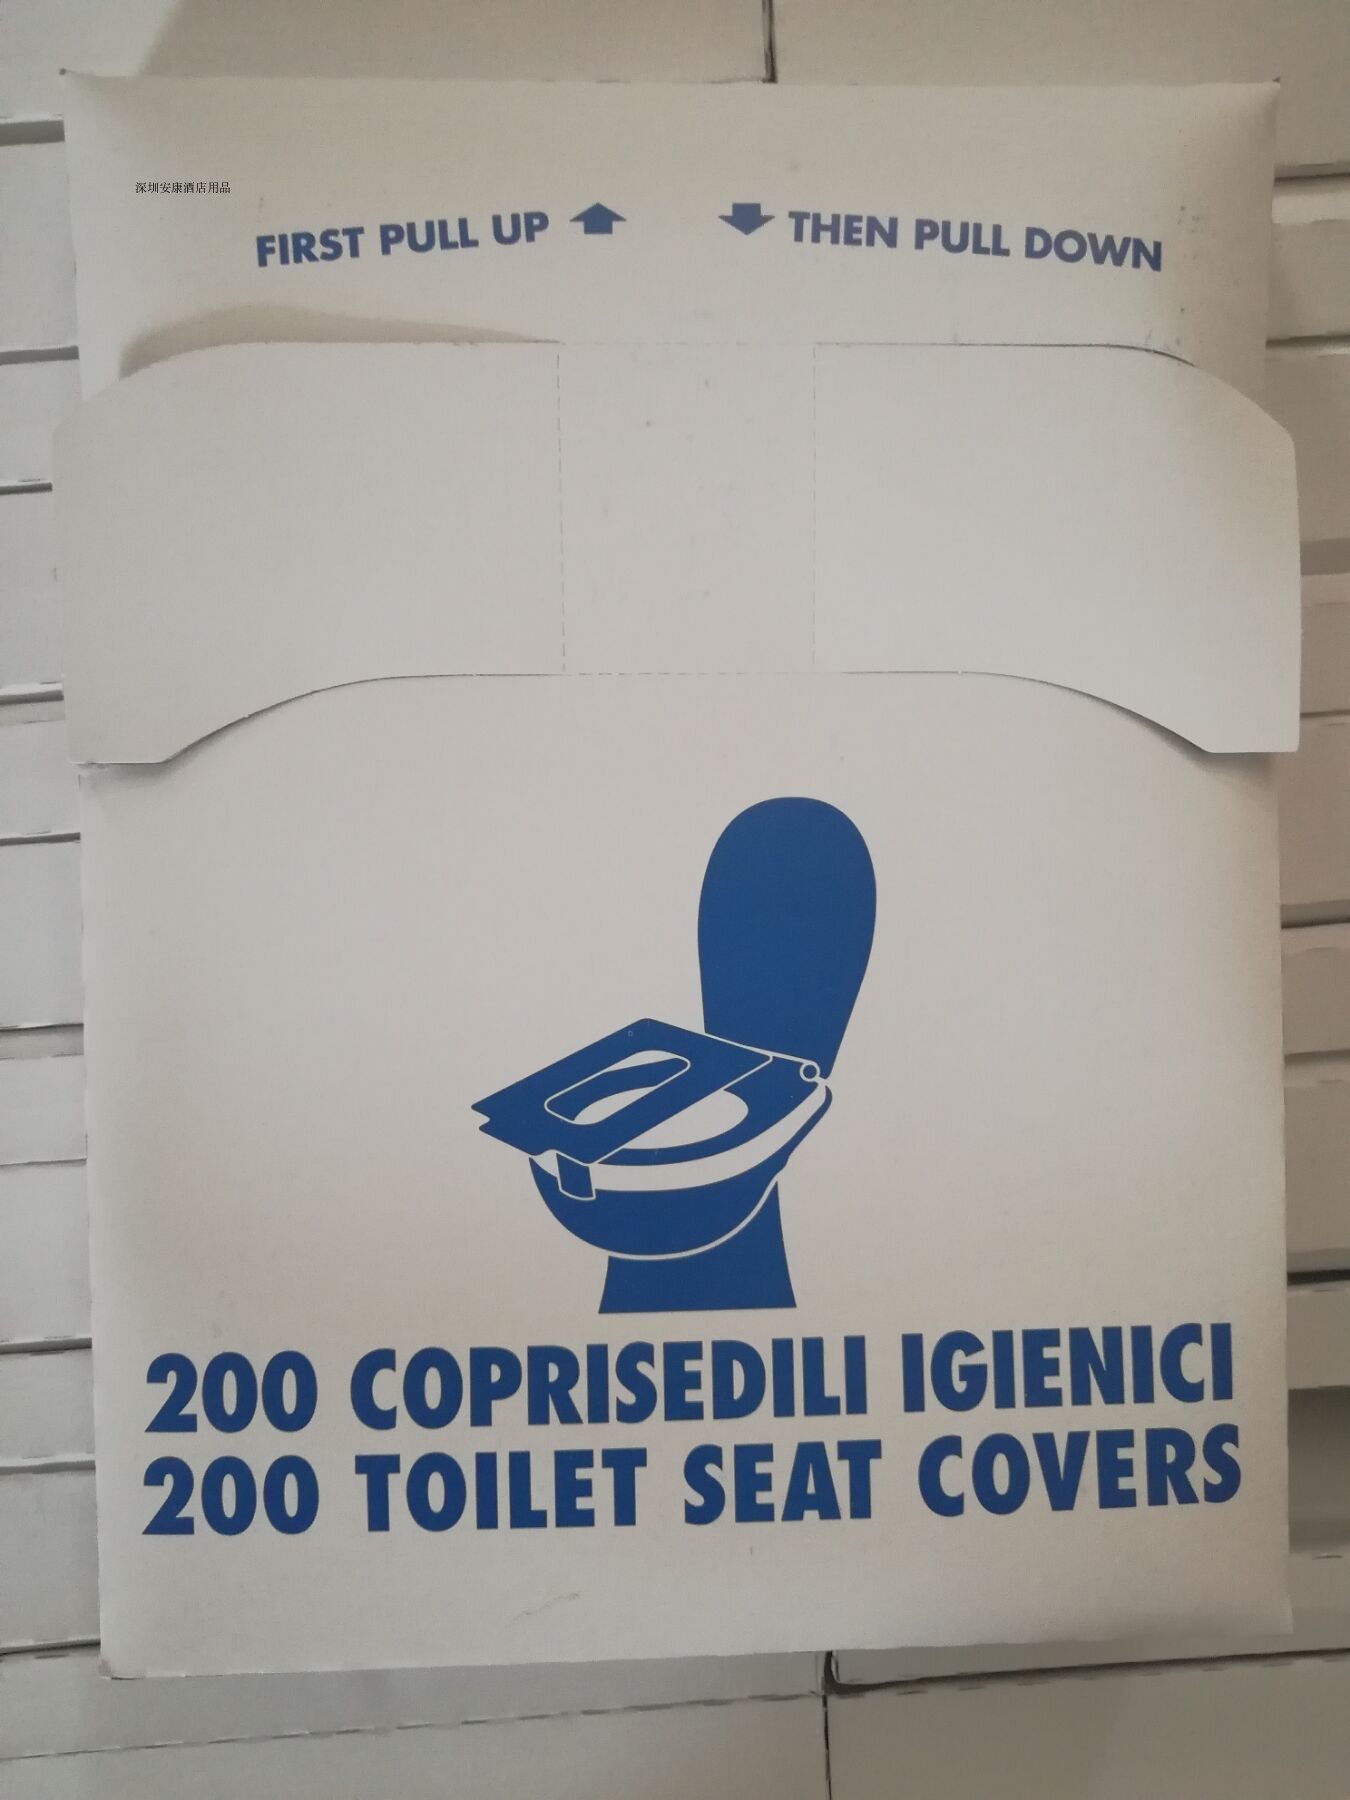 深圳安康酒店用品
FIRST PULL UP
THEN PULL DOWN
200 COPRISEDILI IGIENICI
200 TOILET SEAT COVERS